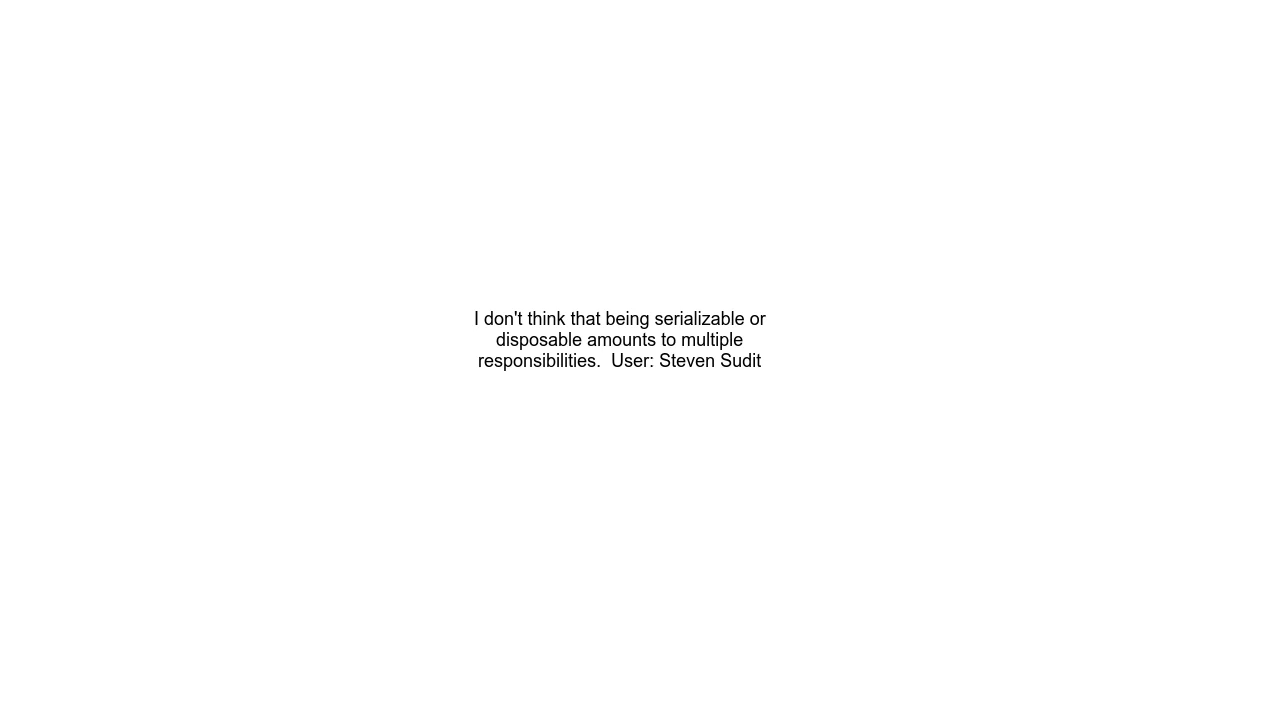 I don't think that being serializable or
disposable amounts to multiple
responsibilities.  User: Steven Sudit